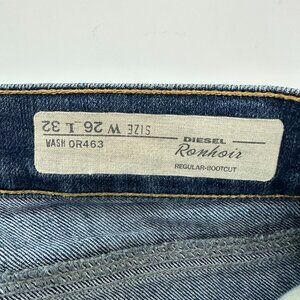 SIZE W 26 L 32
WASH 0R463
DIESEL
Ronhoir
REGULAR-BOOTCUT